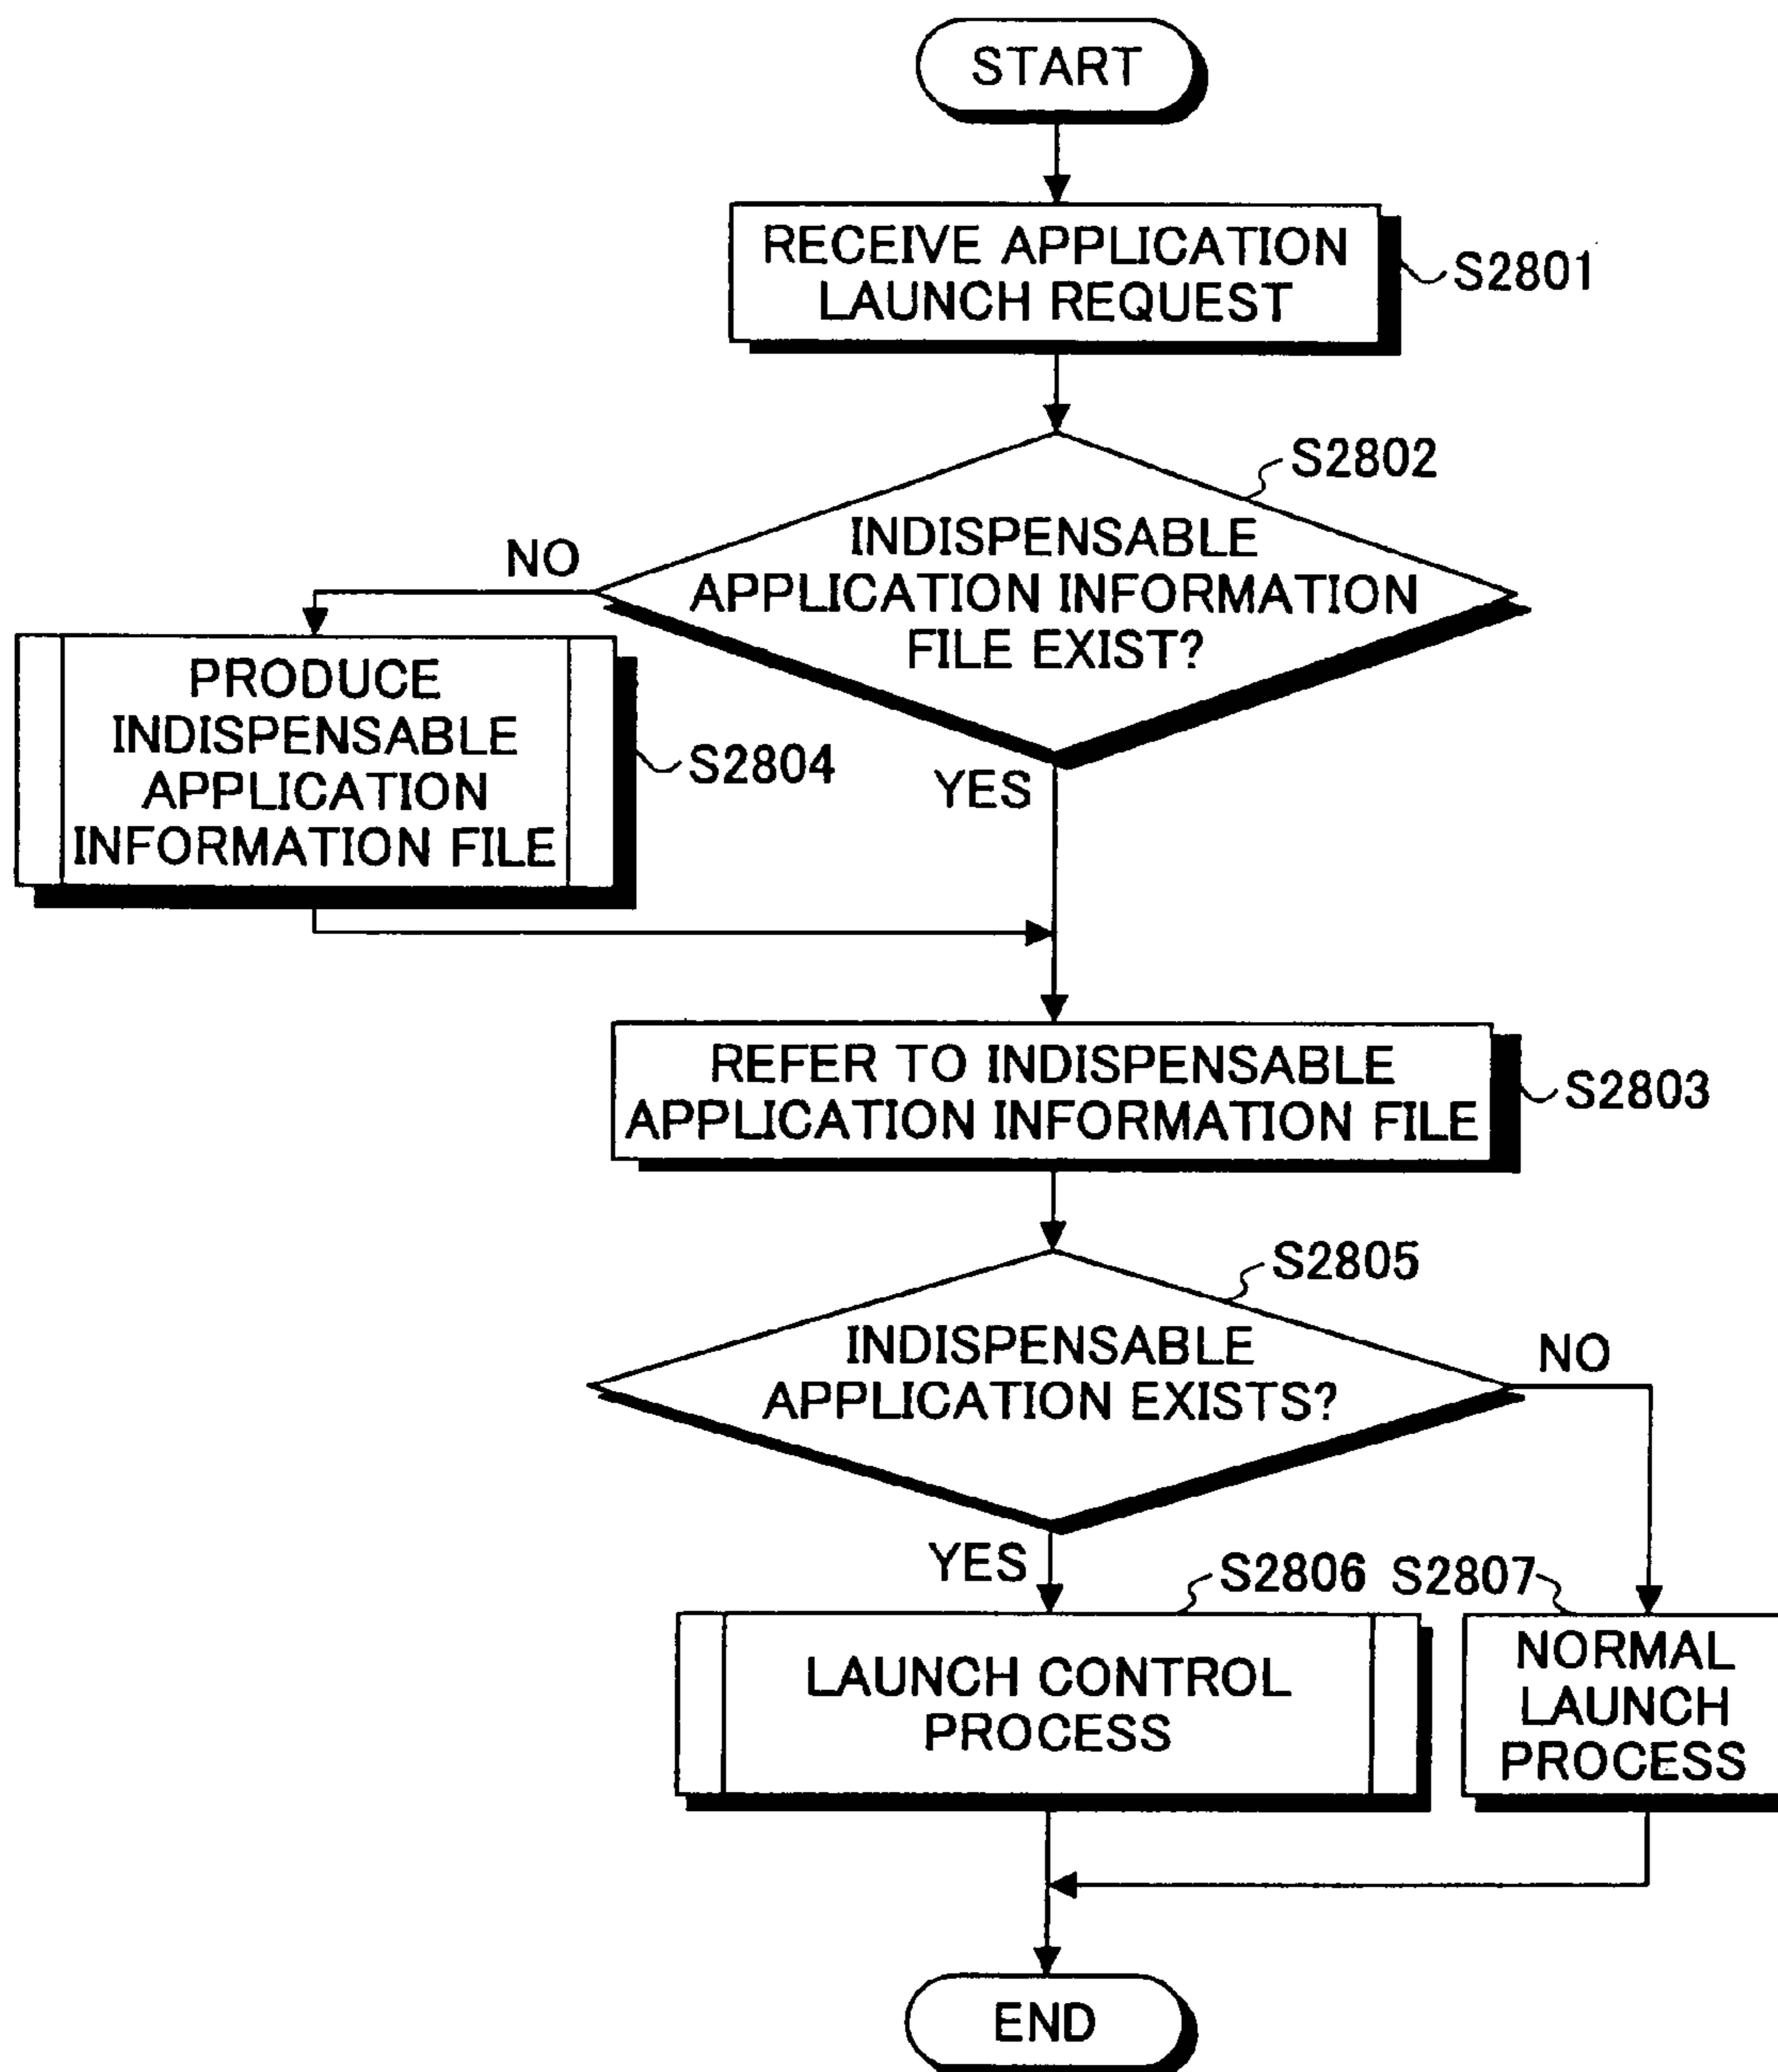 START
RECEIVE APPLICATION
LAUNCH REQUEST
S2801
S2802
INDISPENSABLE
APPLICATION INFORMATION
FILE EXIST?
NO
PRODUCE
INDISPENSABLE
APPLICATION
INFORMATION FILE
S2804
YES
REFER TO INDISPENSABLE
APPLICATION INFORMATION FILE
S2803
S2805
INDISPENSABLE
APPLICATION EXISTS?
NO
YES
S2806
S2807
LAUNCH CONTROL
PROCESS
NORMAL
LAUNCH
PROCESS
END